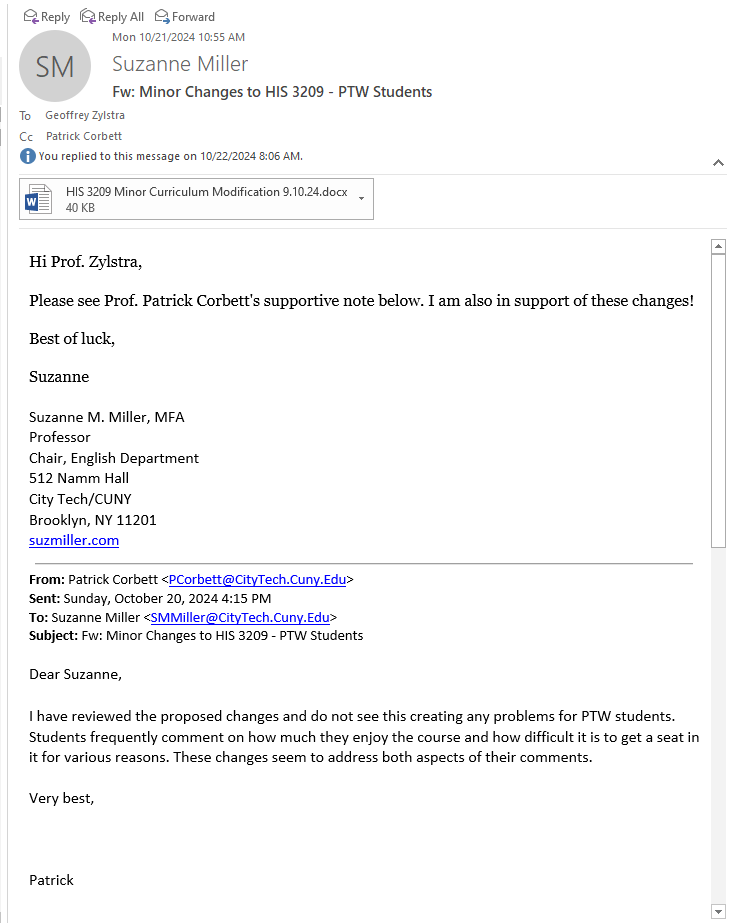 Reply Reply All Forward
Mon 10/21/2024 10:55 AM
SM
Suzanne Miller
Fw: Minor Changes to HIS 3209 - PTW Students
To Geoffrey Zylstra
Cc Patrick Corbett
You replied to this message on 10/22/2024 8:06 AM.
HIS 3209 Minor Curriculum Modification 9.10.24.docx
40 KB
Hi Prof. Zylstra,
Please see Prof. Patrick Corbett's supportive note below. I am also in support of these changes!
Best of luck,
Suzanne
Suzanne M. Miller, MFA
Professor
Chair, English Department
512 Namm Hall
City Tech/CUNY
Brooklyn, NY 11201
suzmiller.com
From: Patrick Corbett <PCorbett@CityTech.Cuny.Edu>
Sent: Sunday, October 20, 2024 4:15 PM
To: Suzanne Miller <SMMiller@CityTech.Cuny.Edu>
Subject: Fw: Minor Changes to HIS 3209 - PTW Students
Dear Suzanne,
I have reviewed the proposed changes and do not see this creating any problems for PTW students.
Students frequently comment on how much they enjoy the course and how difficult it is to get a seat in
it for various reasons. These changes seem to address both aspects of their comments.
Very best,
Patrick